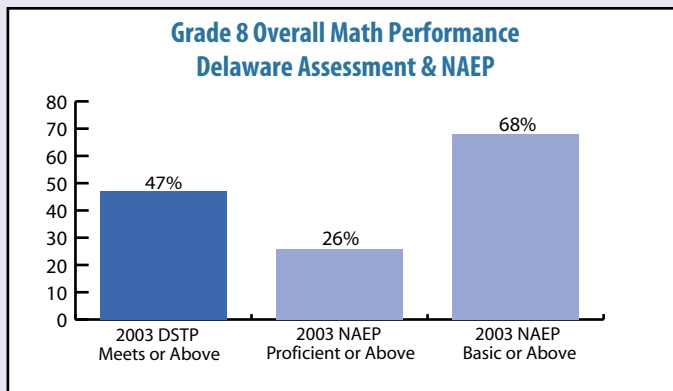 Grade 8 Overall Math Performance
Delaware Assessment & NAEP
80
70
60
50
40
30
20
10
0
47%
26%
68%
2003 DSTP
Meets or Above
2003 NAEP
Proficient or Above
2003 NAEP
Basic or Above